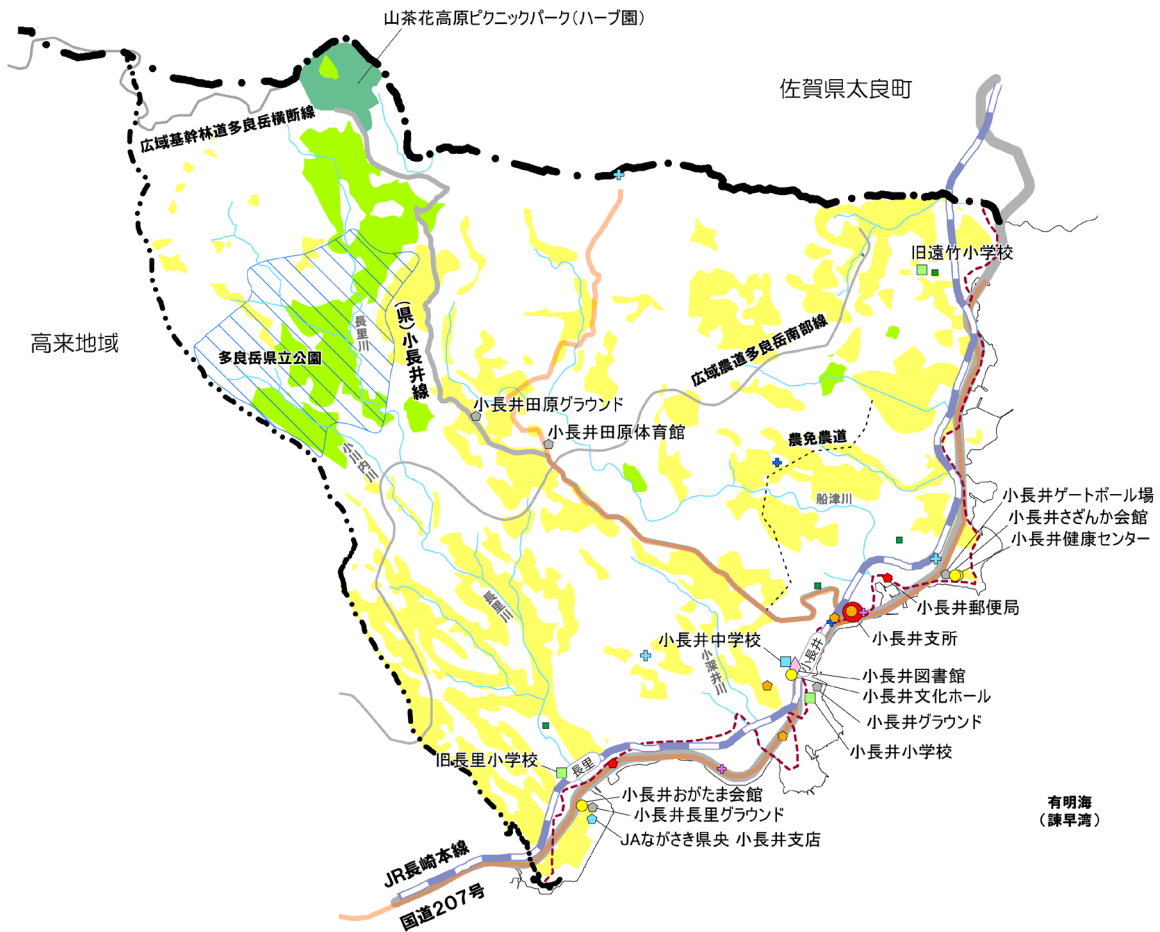 山茶花高原ピクニックパーク(ハーブ園)
佐賀県太良町
広域基幹林道多良岳横断線
旧遠竹小学校
高来地域
長里川
(県)小長井線
多良岳県立公園
広域農道多良岳南部線
小長井田原グラウンド
小長井田原体育館
農免農道
小川内川
船津川
小長井ゲートボール場
小長井さざんか会館
小長井健康センター
長里川
小長井郵便局
小長井支所
小長井中学校
小長井
小深井川
小長井図書館
小長井文化ホール
小長井グラウンド
小長井小学校
旧長里小学校
長里
小長井おがたま会館
小長井長里グラウンド
JAながさき県央 小長井支店
有明海
(諫早湾)
JR長崎本線
国道207号